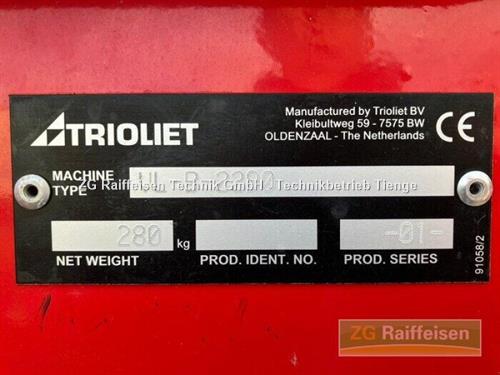 TRIOLIET
Manufactured by Trioliet BV
Kleibultweg 59 - 7575 BW
OLDENZAAL - The Netherlands
CE
MACHINE
TYPE
ZG Raiffeisen Technik GmbH, Technikbetrieb Tienge
280 kg
-01-
NET WEIGHT
PROD. IDENT. NO.
PROD. SERIES
91058/2
ZG Raiffeisen